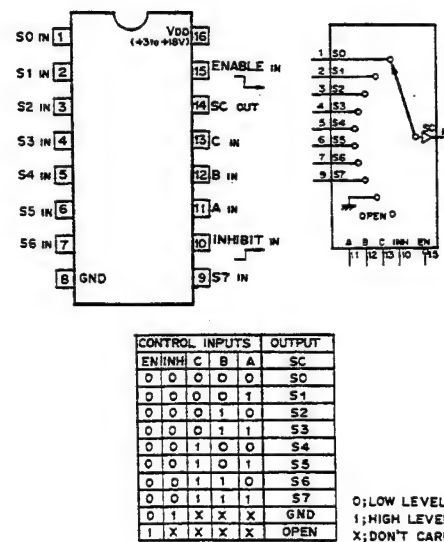 S0 IN 1
S1 IN 2
S2 IN 3
S3 IN 4
S4 IN 5
S5 IN 6
S6 IN 7
8 GND
VDD 16
(+3 to +18V)
15 ENABLE IN
14 SC OUT
13 C IN
12 B IN
11 A IN
10 INHIBIT IN
9 S7 IN
1 S0
2 S1
3 S2
4 S3
5 S4
6 S5
7 S6
9 S7
SC
OPEN
A B C INH EN
11 12 13 10 15
CONTROL INPUTS OUTPUT
EN INH C B A SC
0 0 0 0 0 S0
0 0 0 0 1 S1
0 0 0 1 0 S2
0 0 0 1 1 S3
0 0 1 0 0 S4
0 0 1 0 1 S5
0 0 1 1 0 S6
0 0 1 1 1 S7
0 1 X X X GND
1 X X X X OPEN
0;LOW LEVEL
1;HIGH LEVE
X;DON'T CAR